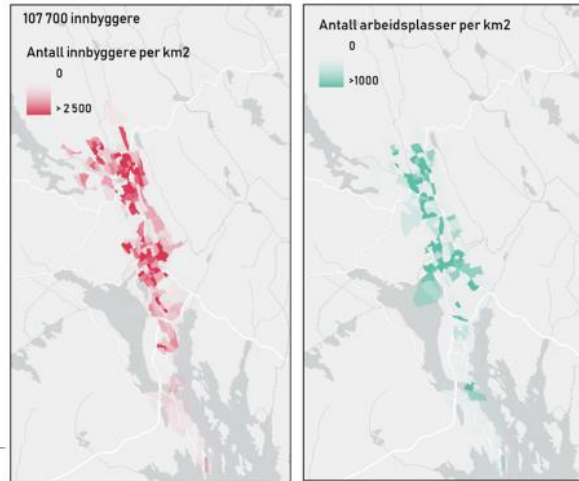 107 700 innbyggere
Antall innbyggere per km2
0
>2 500
Antall arbeidsplasser per km2
0
>1000